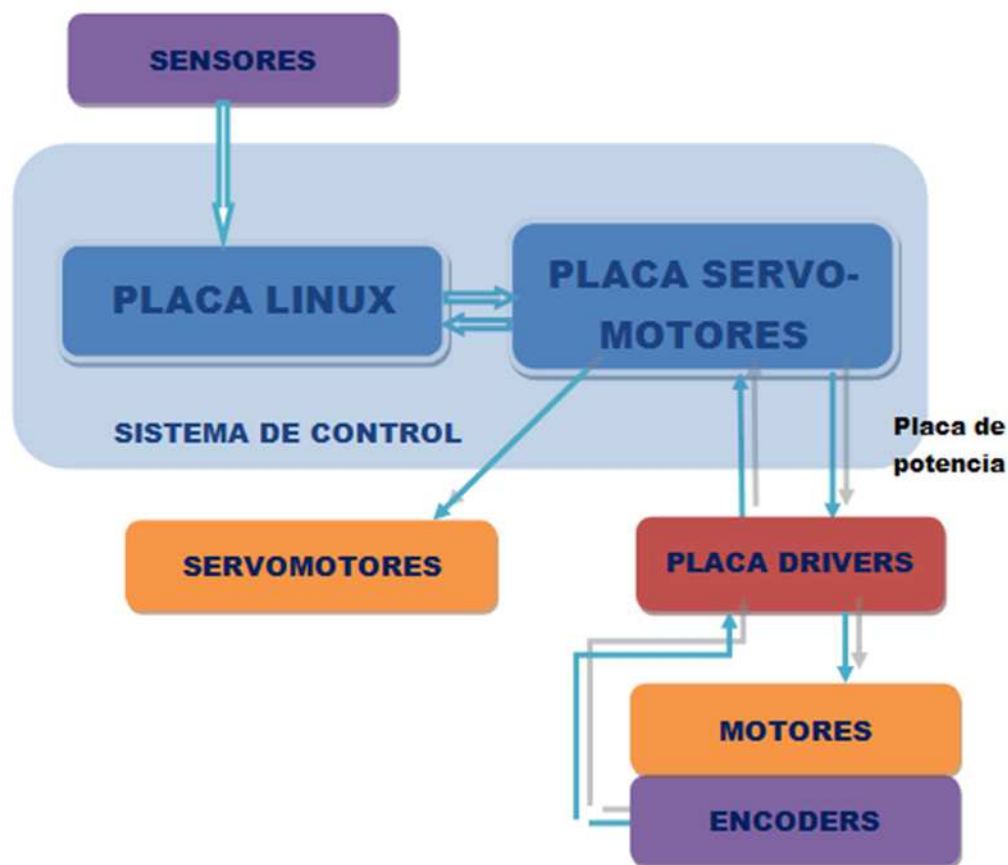 SENSORES
PLACA LINUX
PLACA SERVO-
MOTORES
SISTEMA DE CONTROL
Placa de
potencia
SERVOMOTORES
PLACA DRIVERS
MOTORES
ENCODERS